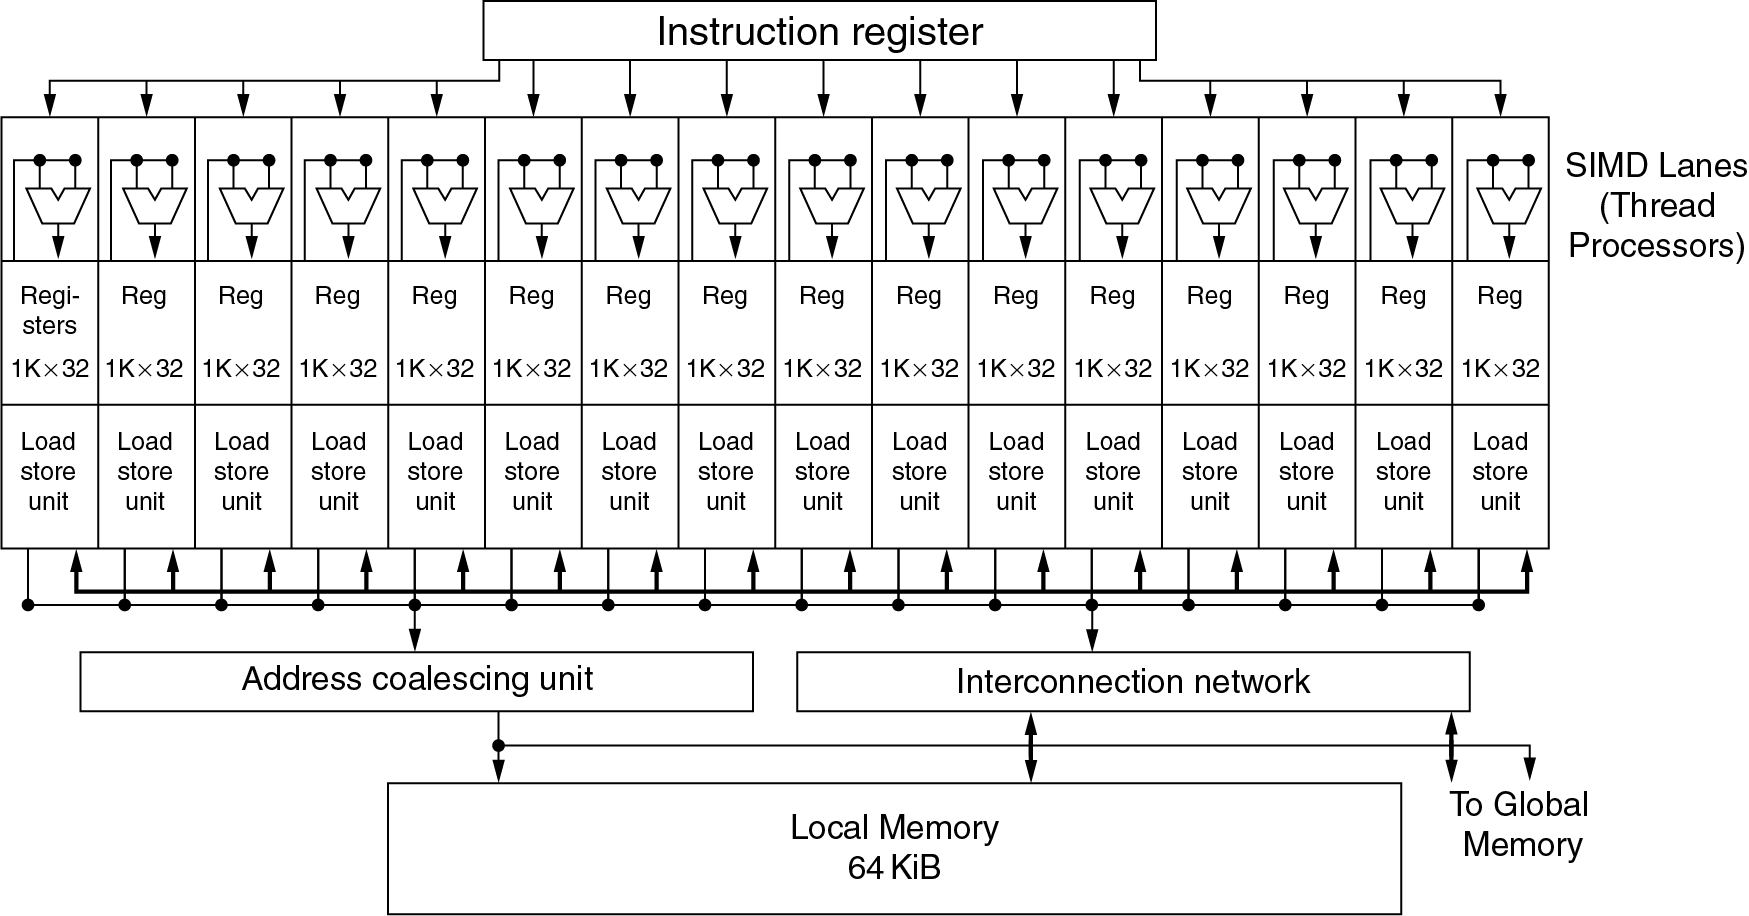 Instruction register
SIMD Lanes
(Thread
Processors)
Regi- Reg Reg Reg Reg Reg Reg Reg Reg Reg Reg Reg Reg Reg Reg Reg
sters
1K×32 1K×32 1K×32 1K×32 1K×32 1K×32 1K×32 1K×32 1K×32 1K×32 1K×32 1K×32 1K×32 1K×32 1K×32 1K×32
Load Load Load Load Load Load Load Load Load Load Load Load Load Load Load Load
store store store store store store store store store store store store store store store store
unit unit unit unit unit unit unit unit unit unit unit unit unit unit unit unit
Address coalescing unit
Interconnection network
Local Memory
64 KiB
To Global
Memory